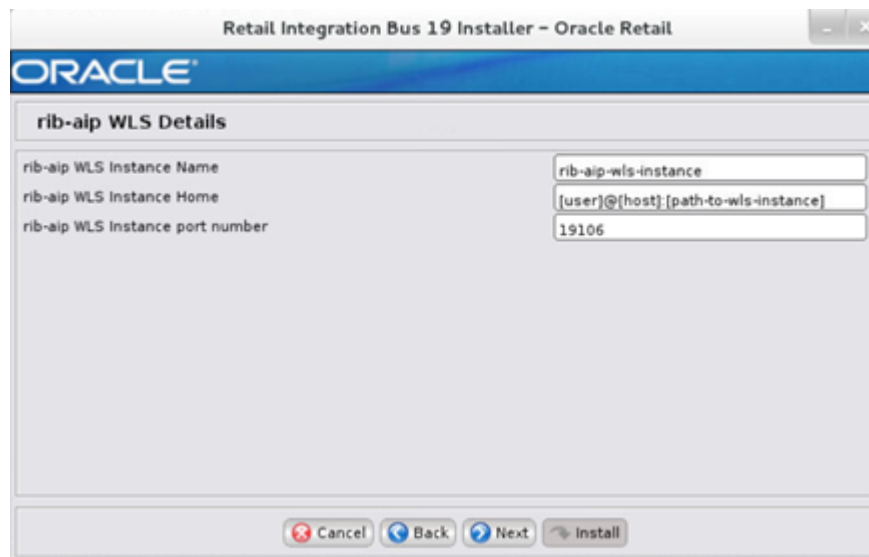 Retail Integration Bus 19 Installer – Oracle Retail
ORACLE
rib-aip WLS Details
rib-aip WLS Instance Name rib-aip-wls-instance
rib-aip WLS Instance Home [user]@[host]:[path-to-wls-instance]
rib-aip WLS Instance port number 19106
Cancel Back Next Install